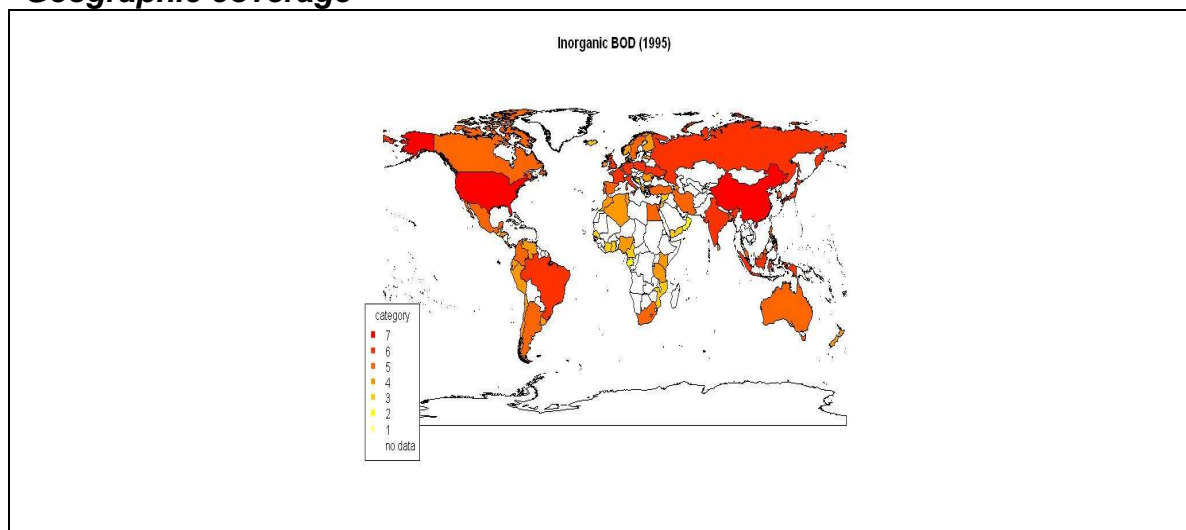 Geographic coverage
Inorganic BOD (1995)
category
7
6
5
4
3
2
1
no data